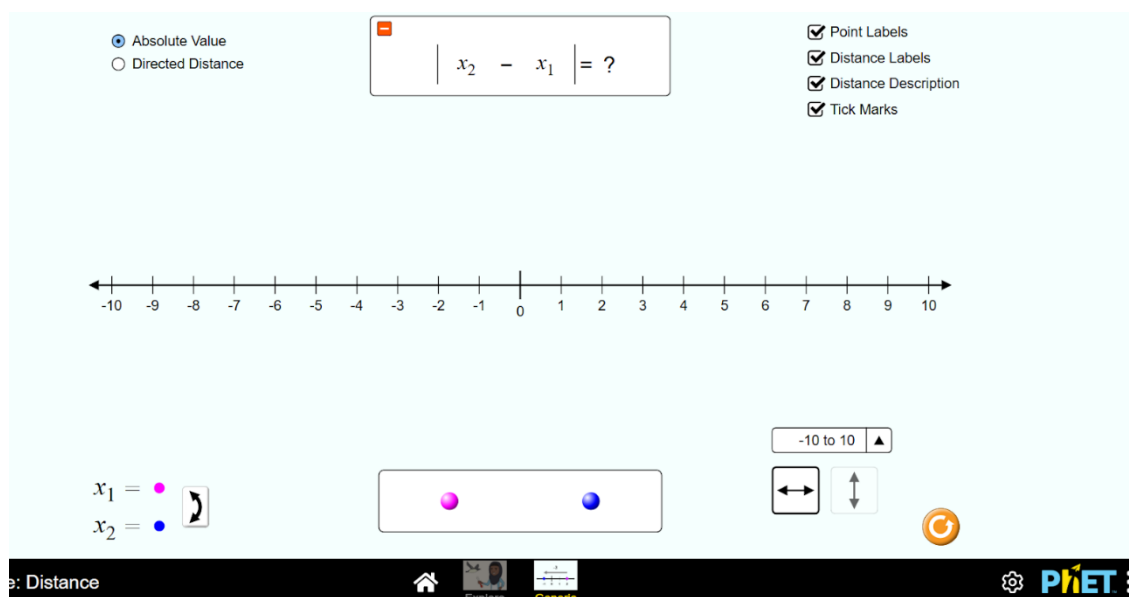 Absolute Value
Directed Distance
| x₂ − x₁ | = ?
Point Labels
Distance Labels
Distance Description
Tick Marks
-10 -9 -8 -7 -6 -5 -4 -3 -2 -1 0 1 2 3 4 5 6 7 8 9 10
-10 to 10
x₁ =
x₂ =
e: Distance
PhET